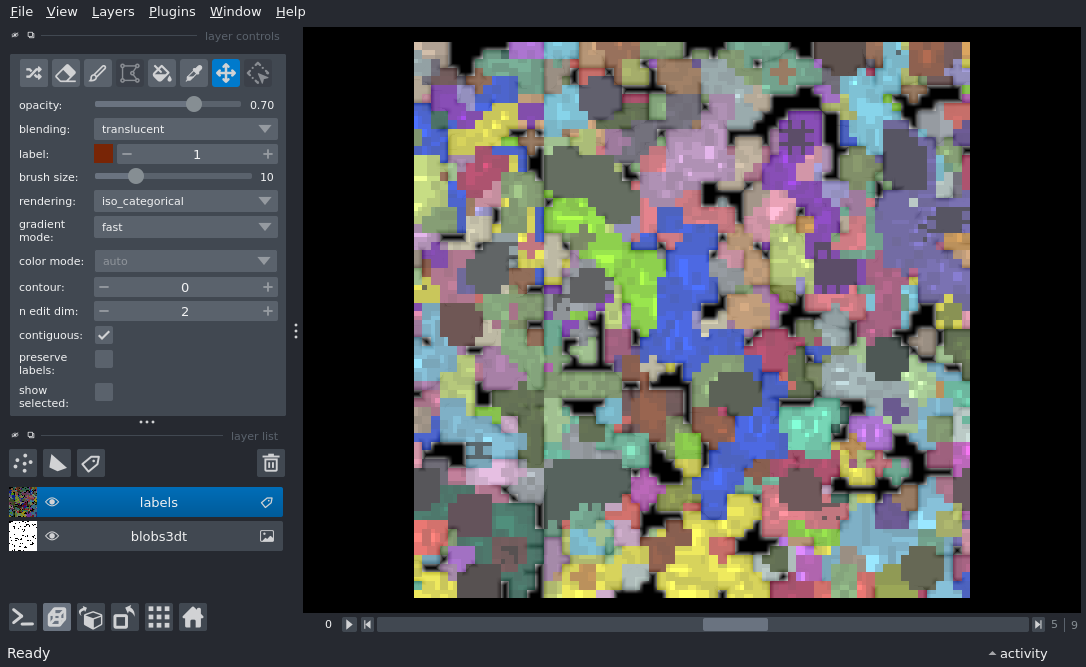 File View Layers Plugins Window Help
layer controls
opacity: 0.70
blending: translucent
label: 1
brush size: 10
rendering: iso_categorical
gradient
mode: fast
color mode: auto
contour: 0
n edit dim: 2
contiguous:
preserve
labels:
show
selected:
layer list
labels
blobs3dt
0 5 | 9
Ready activity